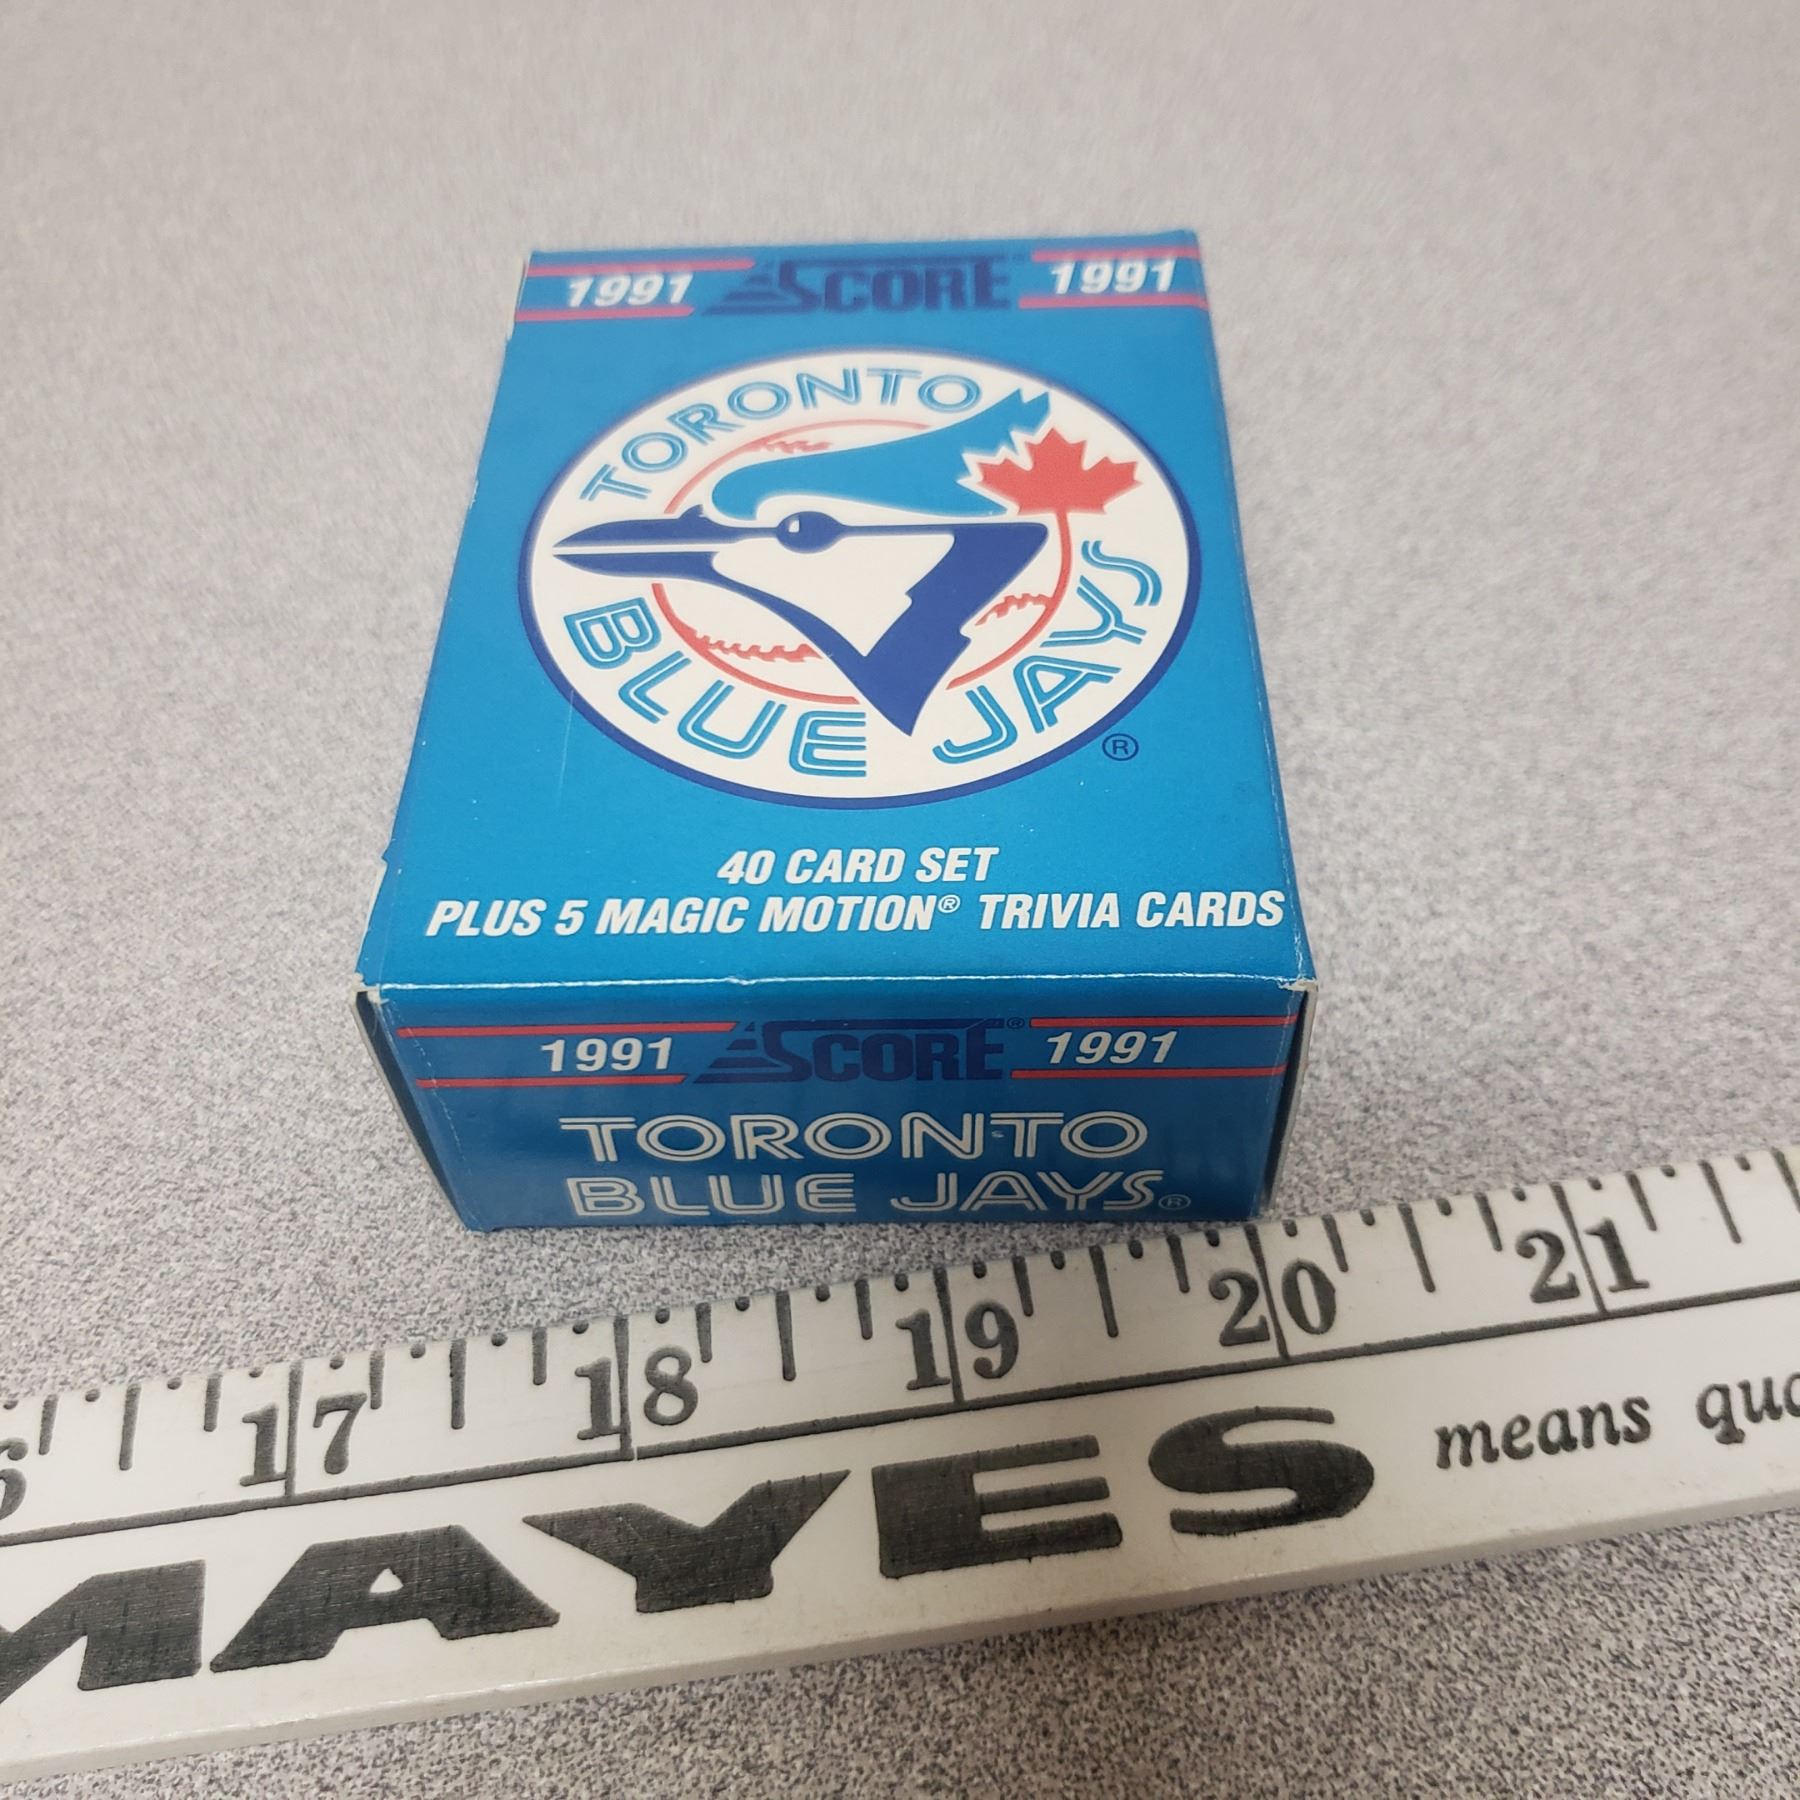 1991 SCORE® 1991
TORONTO
BLUE JAYS
®
40 CARD SET
PLUS 5 MAGIC MOTION® TRIVIA CARDS
1991 SCORE® 1991
TORONTO
BLUE JAYS®
17 18 19 20 21
MAYES means